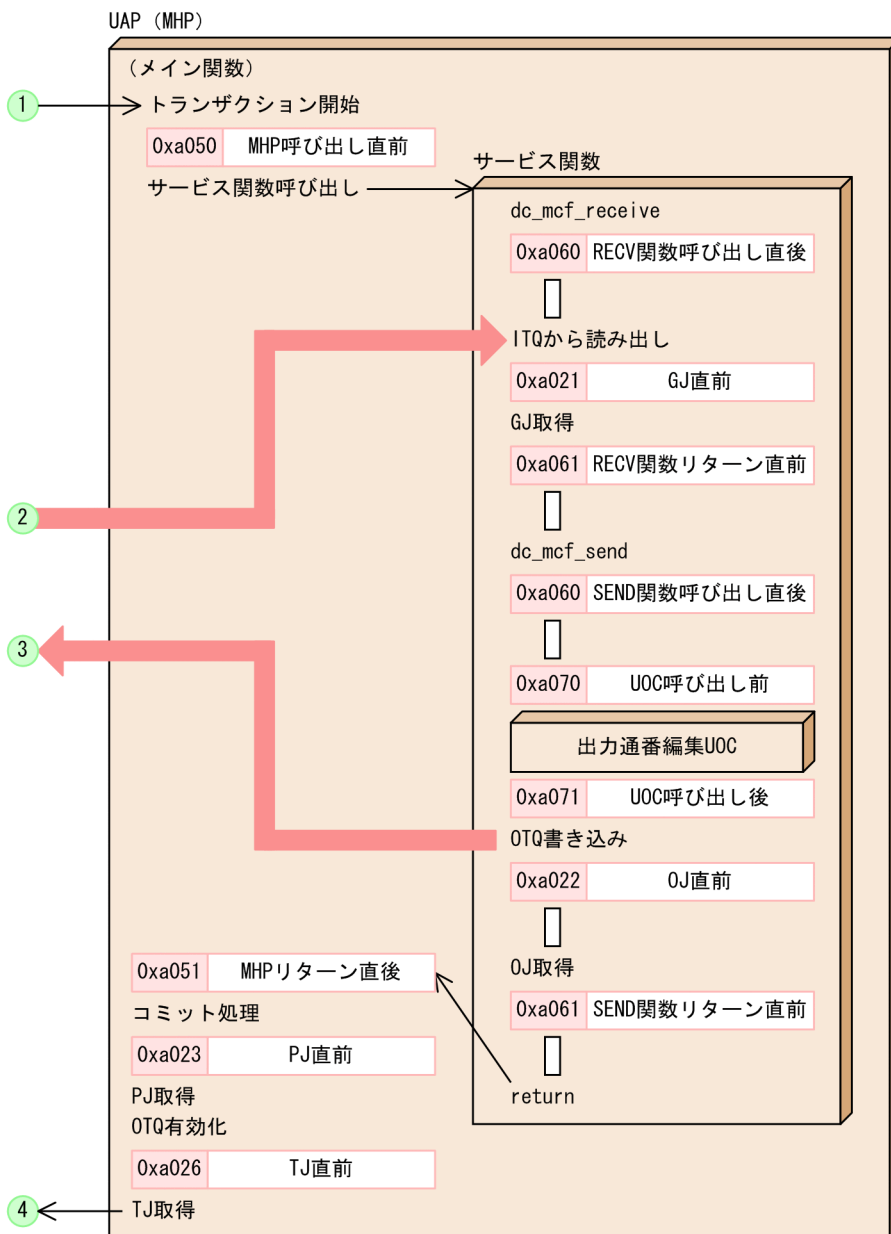 UAP（MHP）
（メイン関数）
1
トランザクション開始
0xa050 MHP呼び出し直前
サービス関数
サービス関数呼び出し
dc_mcf_receive
0xa060 RECV関数呼び出し直後
ITQから読み出し
0xa021 GJ直前
GJ取得
0xa061 RECV関数リターン直前
2
dc_mcf_send
0xa060 SEND関数呼び出し直後
3
0xa070 UOC呼び出し前
出力通番編集UOC
0xa071 UOC呼び出し後
OTQ書き込み
0xa022 OJ直前
OJ取得
0xa061 SEND関数リターン直前
return
0xa051 MHPリターン直後
コミット処理
0xa023 PJ直前
PJ取得
OTQ有効化
0xa026 TJ直前
4
TJ取得